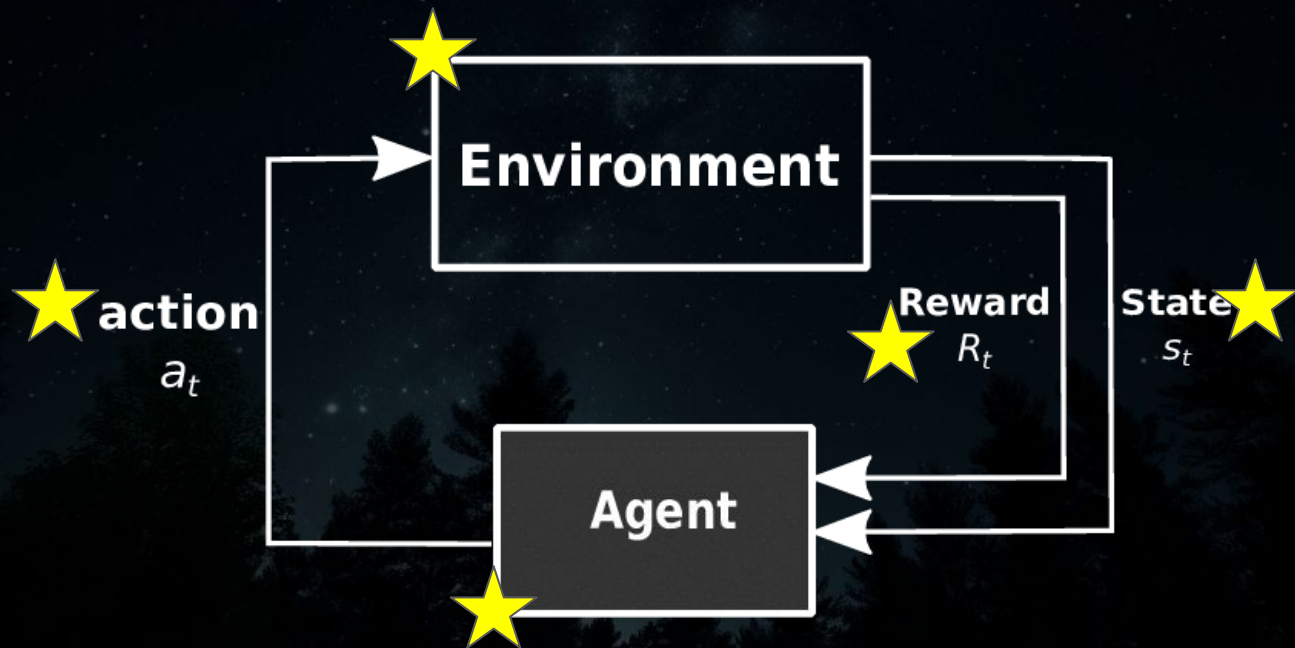 Environment
action
a_t
Reward
R_t
State
s_t
Agent